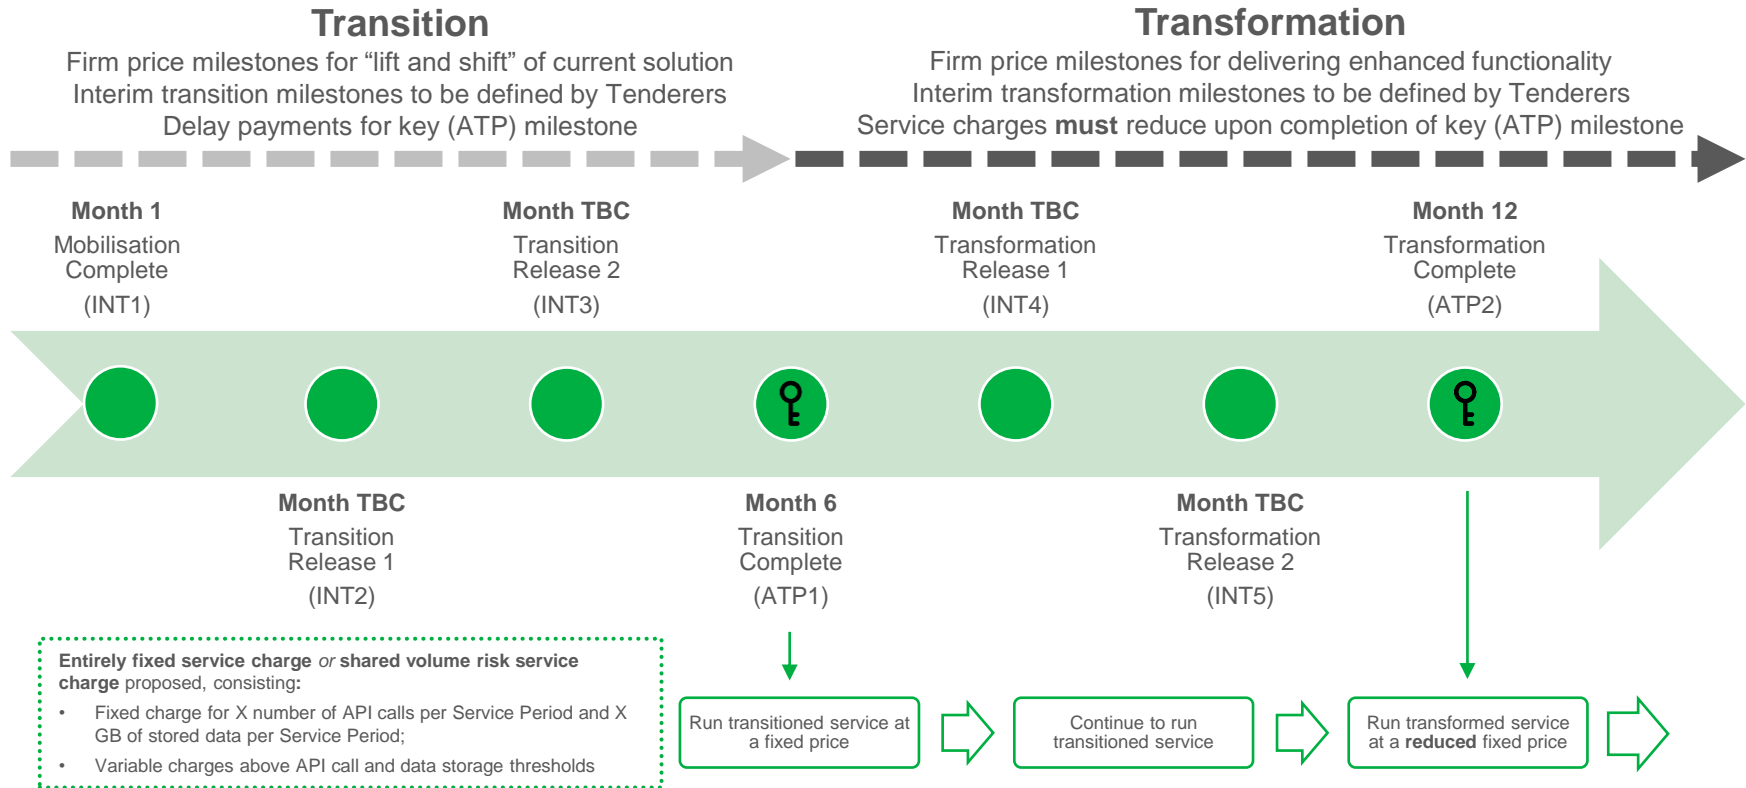 Transition
Firm price milestones for “lift and shift” of current solution
Interim transition milestones to be defined by Tenderers
Delay payments for key (ATP) milestone
Transformation
Firm price milestones for delivering enhanced functionality
Interim transformation milestones to be defined by Tenderers
Service charges must reduce upon completion of key (ATP) milestone
Month 1
Mobilisation
Complete
(INT1)
Month TBC
Transition
Release 2
(INT3)
Month TBC
Transformation
Release 1
(INT4)
Month 12
Transformation
Complete
(ATP2)
Month TBC
Transition
Release 1
(INT2)
Month 6
Transition
Complete
(ATP1)
Month TBC
Transformation
Release 2
(INT5)
Entirely fixed service charge or shared volume risk service
charge proposed, consisting:
• Fixed charge for X number of API calls per Service Period and X
GB of stored data per Service Period;
• Variable charges above API call and data storage thresholds
Run transitioned service at
a fixed price
Continue to run
transitioned service
Run transformed service
at a reduced fixed price